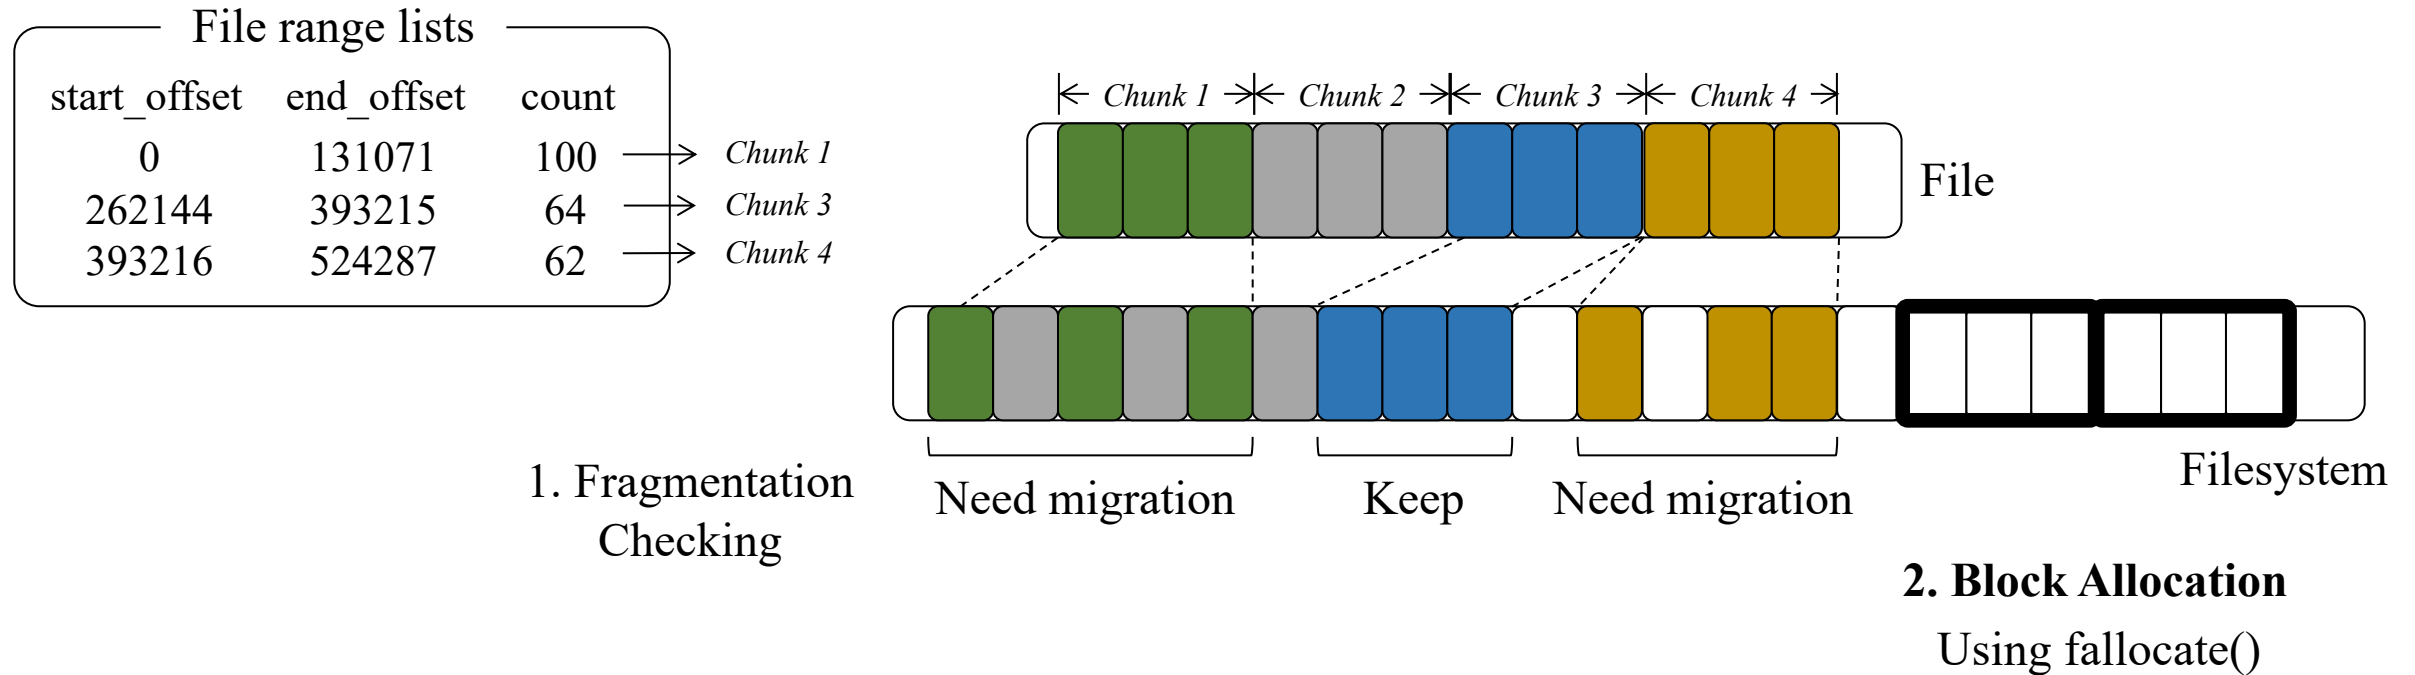 File range lists
start_offset end_offset count
0 131071 100 Chunk 1
262144 393215 64 Chunk 3
393216 524287 62 Chunk 4
Chunk 1 Chunk 2 Chunk 3 Chunk 4
File
Filesystem
1. Fragmentation
Checking
Need migration Keep Need migration
2. Block Allocation
Using fallocate()